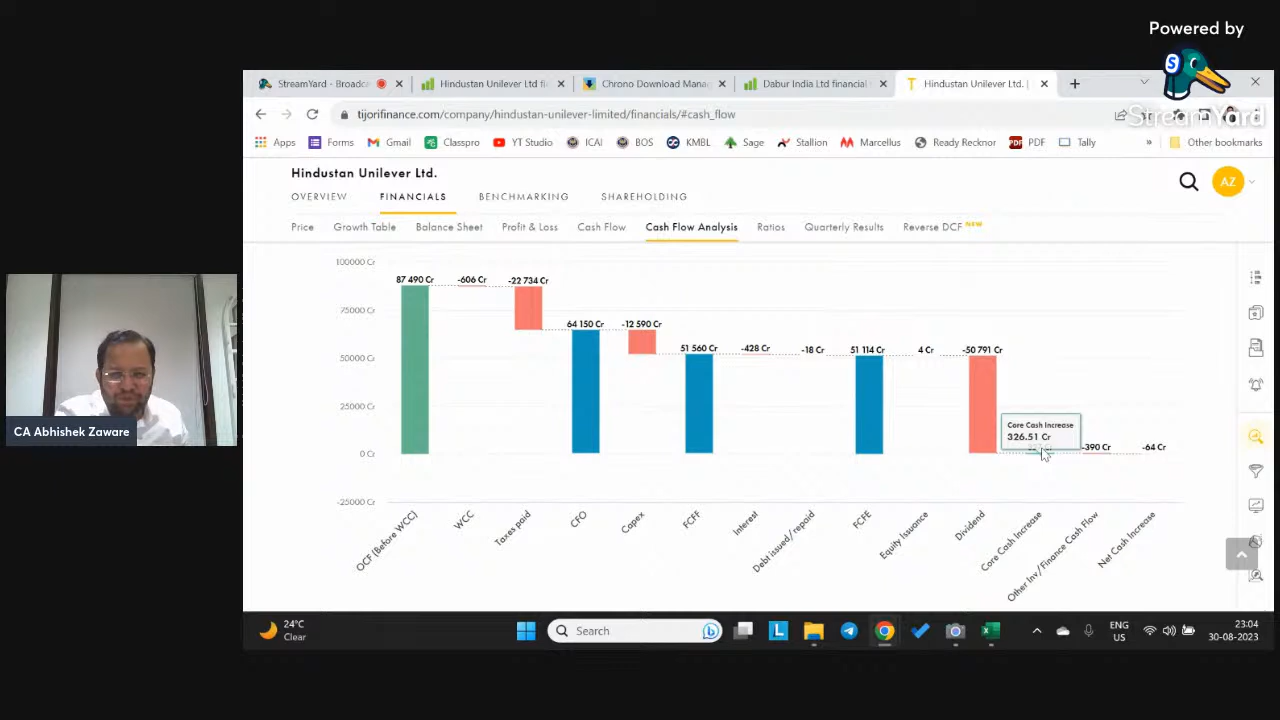 Powered by
StreamYard
StreamYard - Broadca
Hindustan Unilever Ltd fi
Chrono Download Mana
Dabur India Ltd financial
Hindustan Unilever Ltd. |
tijorifinance.com/company/hindustan-unilever-limited/financials/#cash_flow
Apps
Forms
Gmail
Classpro
YT Studio
ICAI
BOS
KMBL
Sage
Stallion
Marcellus
Ready Recknor
PDF
Tally
»
Other bookmarks
Hindustan Unilever Ltd.
AZ
OVERVIEW
FINANCIALS
BENCHMARKING
SHAREHOLDING
Price
Growth Table
Balance Sheet
Profit & Loss
Cash Flow
Cash Flow Analysis
Ratios
Quarterly Results
Reverse DCF NEW
100000 Cr
75000 Cr
50000 Cr
25000 Cr
0 Cr
-25000 Cr
87 490 Cr
-606 Cr
-22 734 Cr
64 150 Cr
-12 590 Cr
51 560 Cr
-428 Cr
-18 Cr
51 114 Cr
4 Cr
-50 791 Cr
Core Cash Increase
326.51 Cr
-390 Cr
-64 Cr
OCF (Before WCC)
WCC
Taxes paid
CFO
Capex
FCFF
Interest
Debt issued/repaid
FCFE
Equity Issuance
Dividend
Core Cash Increase
Other Inv/Finance Cash Flow
Net Cash Increase
CA Abhishek Zaware
24°C
Clear
Search
ENG
US
23:04
30-08-2023